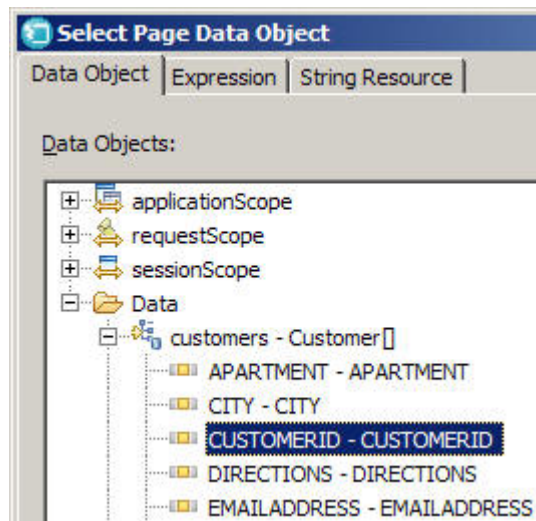 Select Page Data Object
Data Object Expression String Resource
Data Objects:
applicationScope
requestScope
sessionScope
Data
customers - Customer[]
APARTMENT - APARTMENT
CITY - CITY
CUSTOMERID - CUSTOMERID
DIRECTIONS - DIRECTIONS
EMAILADDRESS - EMAILADDRESS